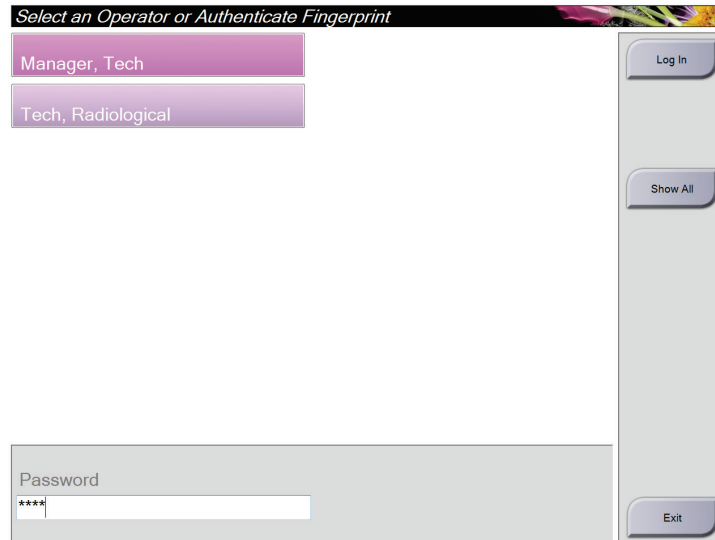 Select an Operator or Authenticate Fingerprint
Manager, Tech
Tech, Radiological
Log In
Show All
Password
****
Exit